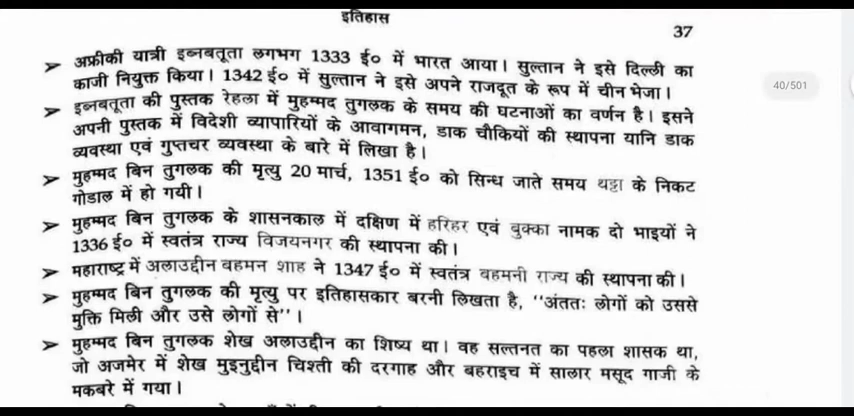 इतिहास
37
40/501
➤ अफ्रीकी यात्री इब्नबतूता लगभग 1333 ई० में भारत आया। सुल्तान ने इसे दिल्ली का
काजी नियुक्त किया। 1342 ई० में सुल्तान ने इसे अपने राजदूत के रूप में चीन भेजा।
➤ इब्नबतूता की पुस्तक रेहला में मुहम्मद तुगलक के समय की घटनाओं का वर्णन है। इसने
अपनी पुस्तक में विदेशी व्यापारियों के आवागमन, डाक चौकियों की स्थापना यानि डाक
व्यवस्था एवं गुप्तचर व्यवस्था के बारे में लिखा है।
➤ मुहम्मद बिन तुगलक की मृत्यु 20 मार्च, 1351 ई० को सिन्ध जाते समय थट्टा के निकट
गोडाल में हो गयी।
➤ मुहम्मद बिन तुगलक के शासनकाल में दक्षिण में हरिहर एवं बुक्का नामक दो भाइयों ने
1336 ई० में स्वतंत्र राज्य विजयनगर की स्थापना की।
➤ महाराष्ट्र में अलाउद्दीन बहमन शाह ने 1347 ई० में स्वतंत्र बहमनी राज्य की स्थापना की।
➤ मुहम्मद बिन तुगलक की मृत्यु पर इतिहासकार बरनी लिखता है, ''अंततः लोगों को उससे
मुक्ति मिली और उसे लोगों से''।
➤ मुहम्मद बिन तुगलक शेख अलाउद्दीन का शिष्य था। वह सल्तनत का पहला शासक था,
जो अजमेर में शेख मुइनुद्दीन चिश्ती की दरगाह और बहराइच में सालार मसूद गाजी के
मकबरे में गया।